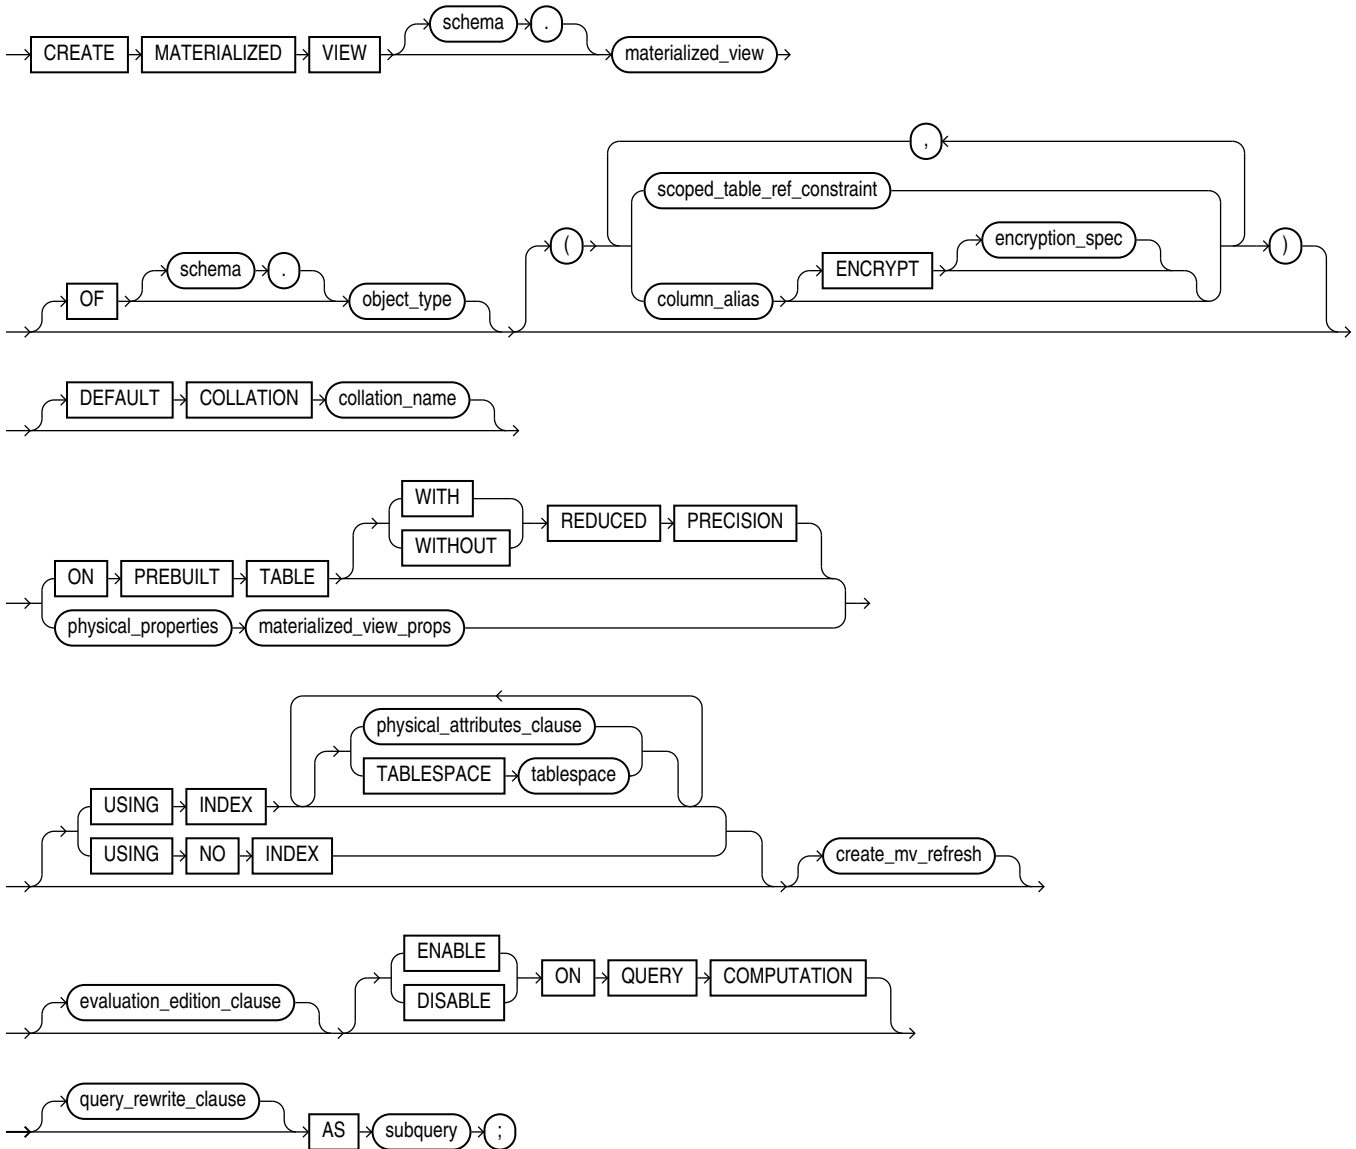 schema .
CREATE MATERIALIZED VIEW materialized_view
,
scoped_table_ref_constraint
( encryption_spec )
schema . ENCRYPT
OF object_type column_alias
DEFAULT COLLATION collation_name
WITH
REDUCED PRECISION
WITHOUT
ON PREBUILT TABLE
physical_properties materialized_view_props
physical_attributes_clause
TABLESPACE tablespace
USING INDEX
USING NO INDEX create_mv_refresh
ENABLE
ON QUERY COMPUTATION
evaluation_edition_clause DISABLE
query_rewrite_clause
AS subquery ;